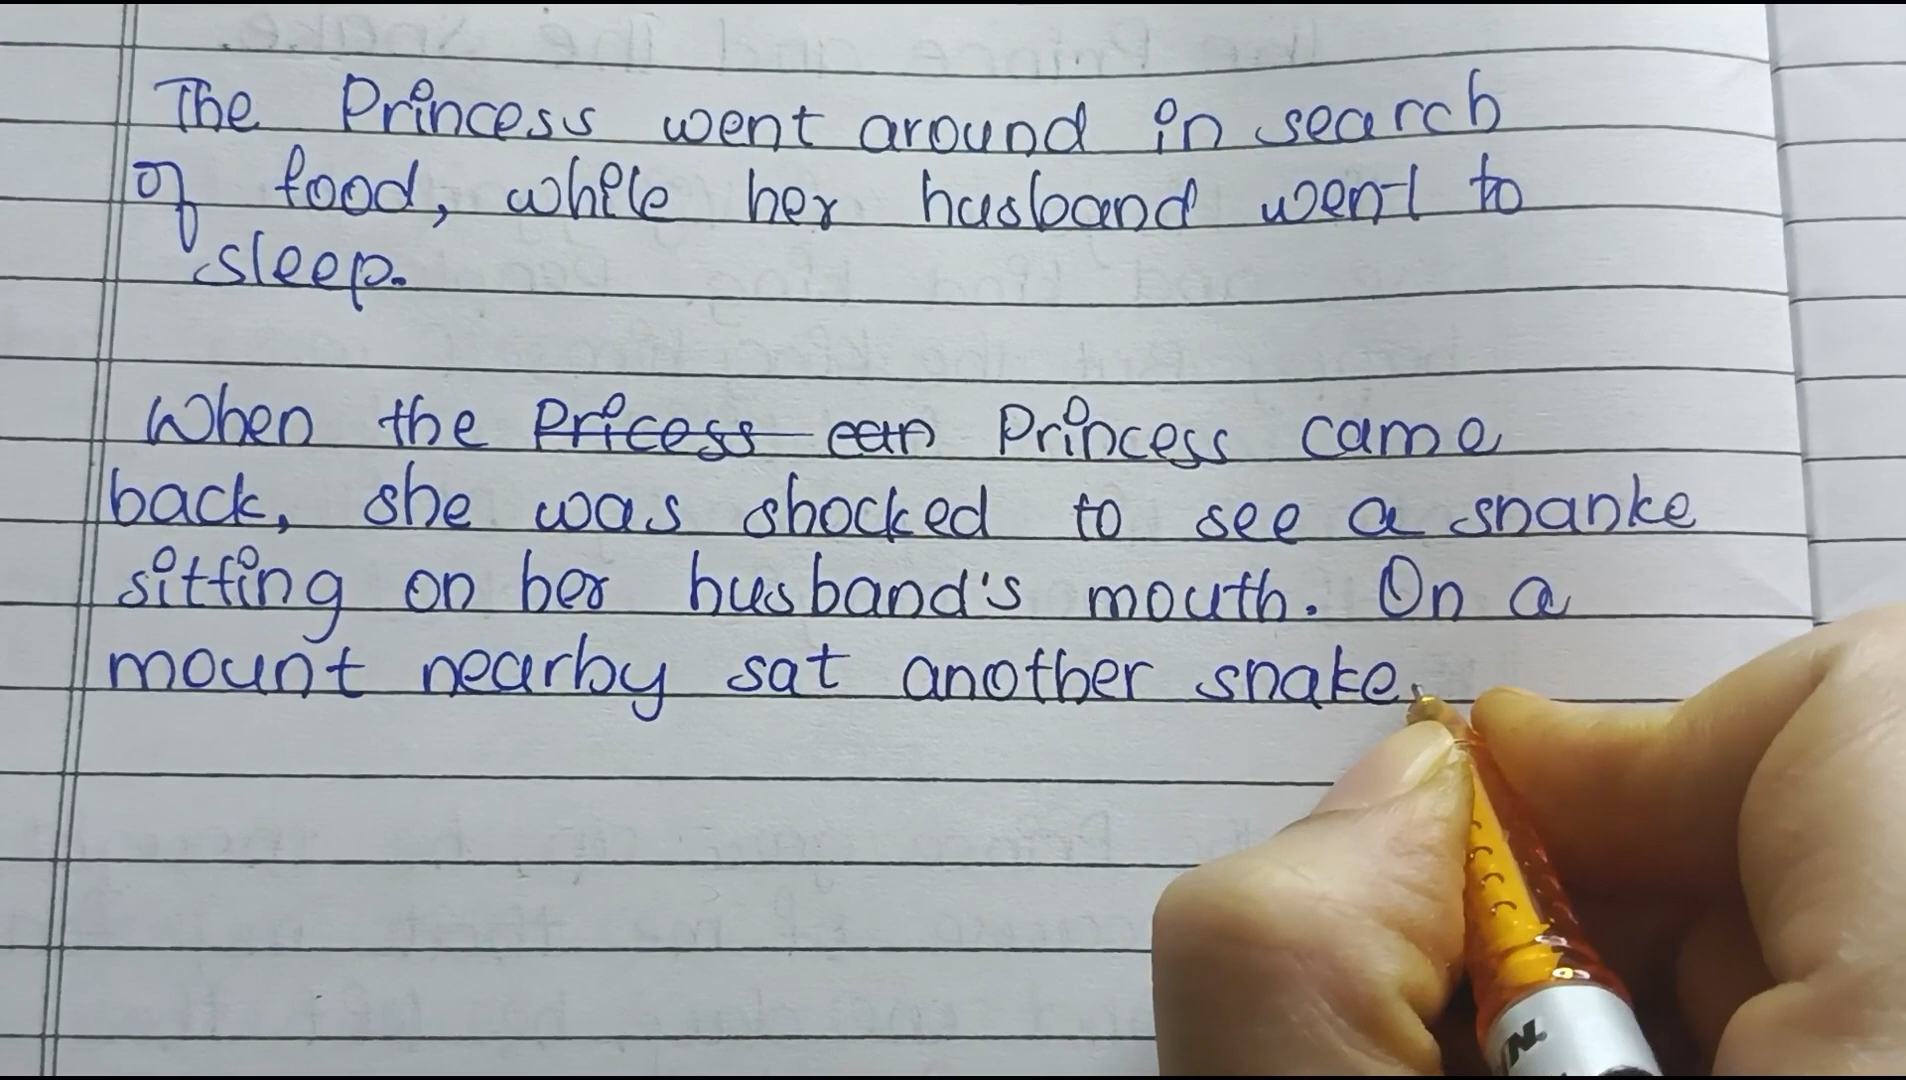 The Princess went around in search
of food, while her husband went to
sleep.
When the Pricess can Princess came
back, she was shocked to see a snanke
sitting on her husband's mouth. On a
mount nearby sat another snake.
N.